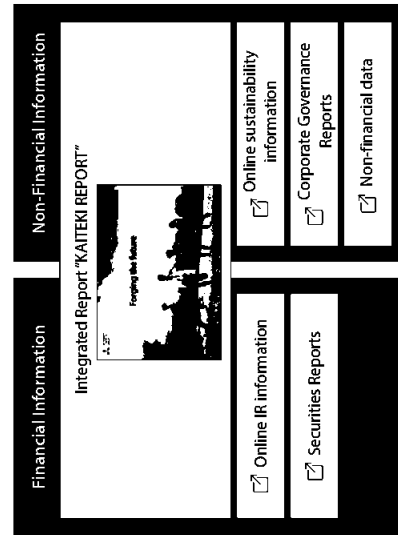 Financial Information
Non-Financial Information
Integrated Report "KAITEKI REPORT"
Forging the future
Online IR information
Securities Reports
Online sustainability
information
Corporate Governance
Reports
Non-financial data